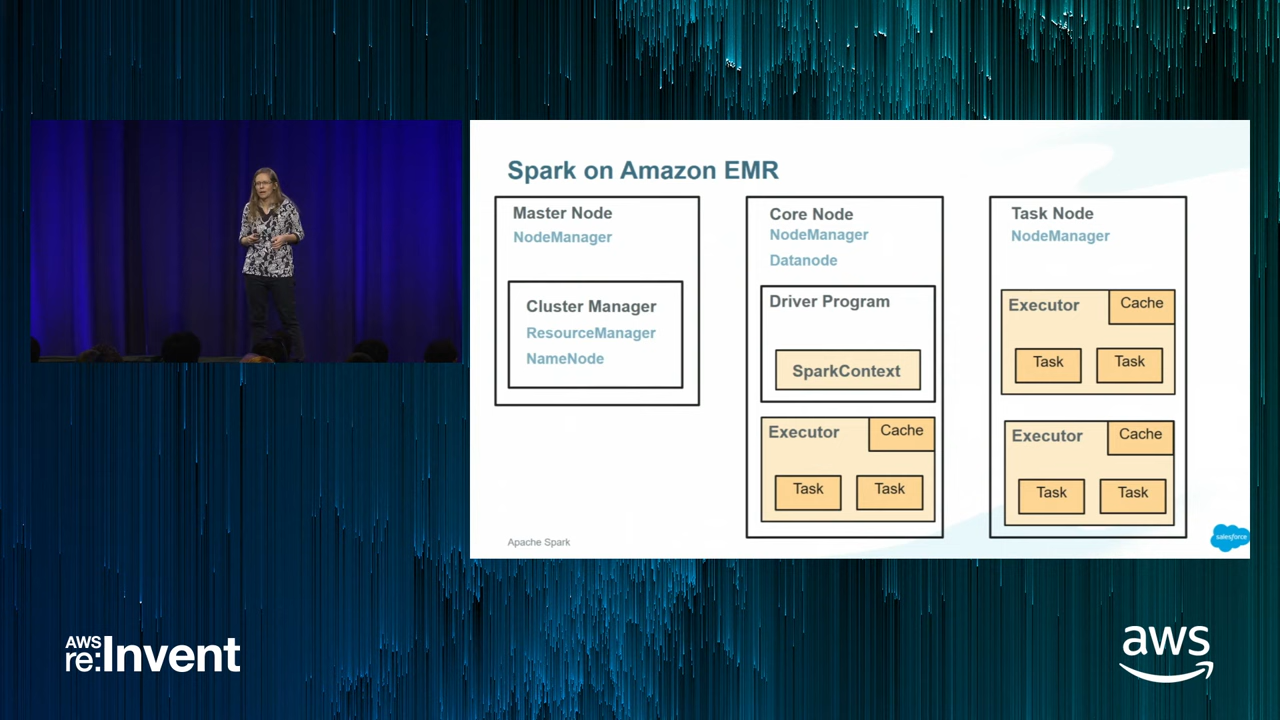 Spark on Amazon EMR
Master Node
NodeManager
Cluster Manager
ResourceManager
NameNode
Core Node
NodeManager
Datanode
Driver Program
SparkContext
Executor
Cache
Task
Task
Task Node
NodeManager
Executor
Cache
Task
Task
Executor
Cache
Task
Task
Apache Spark
salesforce
AWS
re:Invent
aws